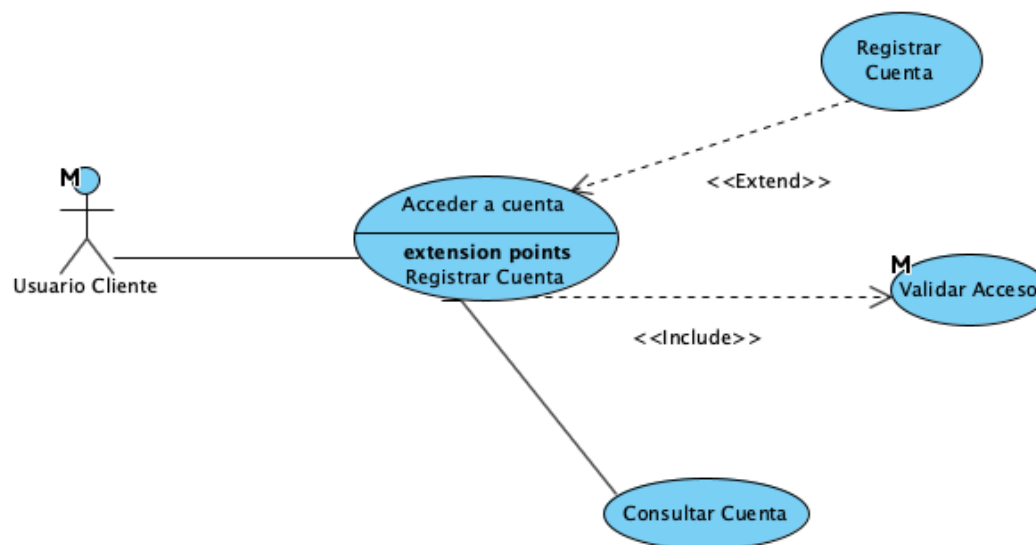 Registrar
Cuenta
<<Extend>>
M
Acceder a cuenta
extension points
Registrar Cuenta
Usuario Cliente
M
Validar Acceso
<<Include>>
Consultar Cuenta